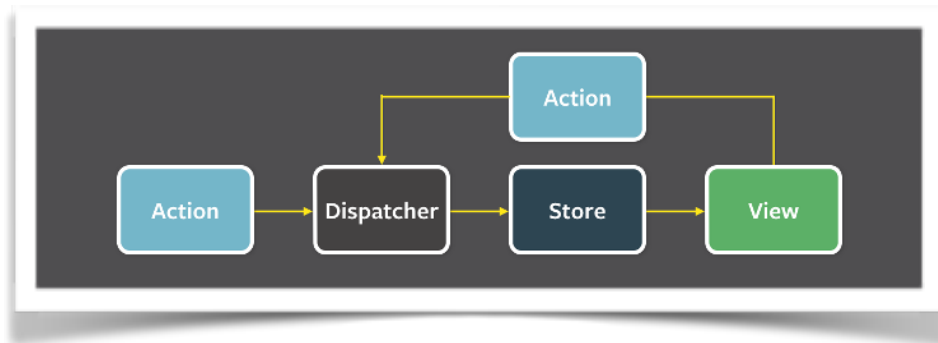 Action
Action
Dispatcher
Store
View